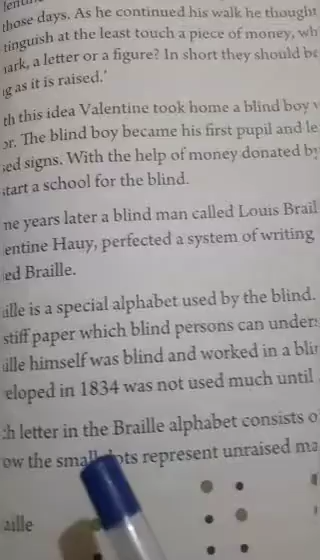 those days. As he continued his walk he thought
tinguish at the least touch a piece of money, wh
ark, a letter or a figure? In short they should be
g as it is raised.'
th this idea Valentine took home a blind boy
or. The blind boy became his first pupil and le
ed signs. With the help of money donated by
start a school for the blind.
ne years later a blind man called Louis Brail
entine Hauy, perfected a system of writing
ed Braille.
aille is a special alphabet used by the blind.
stiff paper which blind persons can under
aille himself was blind and worked in a blin
eloped in 1834 was not used much until
ch letter in the Braille alphabet consists o
ow the small dots represent unraised ma
aille